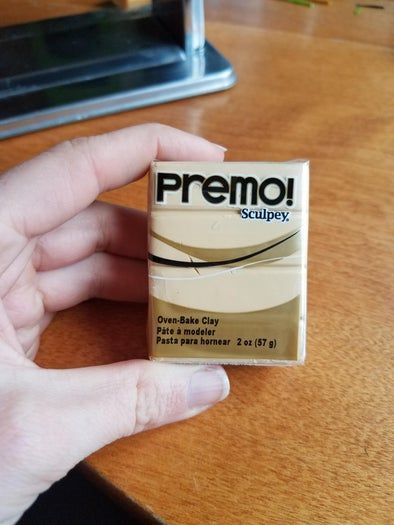 PREMO!
Sculpey®
Oven-Bake Clay
Pâte à modeler
Pasta para hornear 2 oz (57 g)